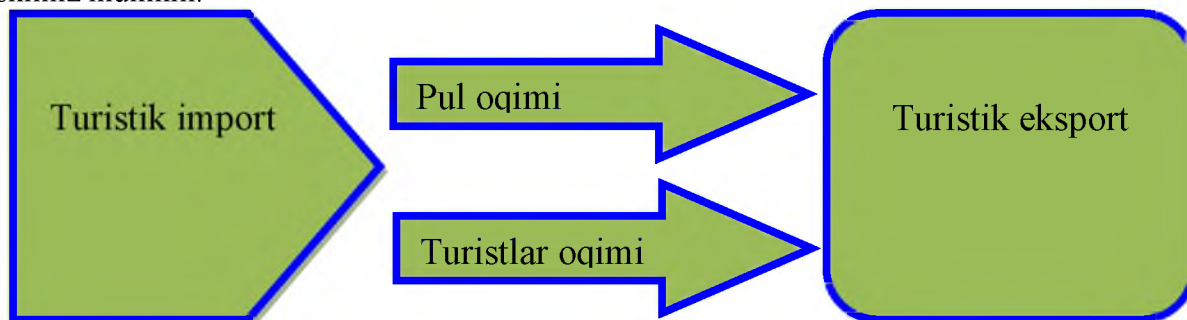 Turistik import
Pul oqimi
Turistik eksport
Turistlar oqimi